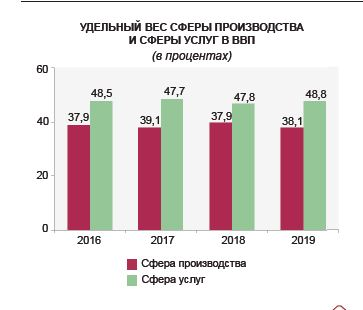 УДЕЛЬНЫЙ ВЕС СФЕРЫ ПРОИЗВОДСТВА
И СФЕРЫ УСЛУГ В ВВП
(в процентах)
60
48,5
47,7
47,8
48,8
37,9
39,1
37,9
38,1
40
20
0
2016 2017 2018 2019
Сфера производства
Сфера услуг